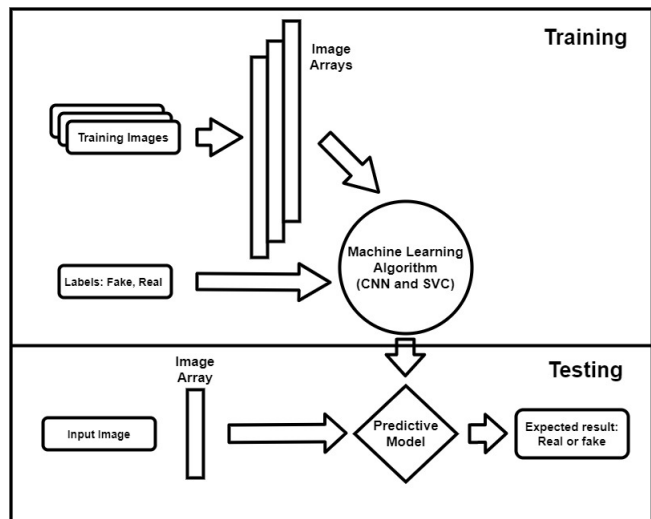 Training
Image
Arrays
Training Images
Machine Learning
Algorithm
(CNN and SVC)
Labels: Fake, Real
Testing
Image
Array
Input Image
Predictive
Model
Expected result:
Real or fake